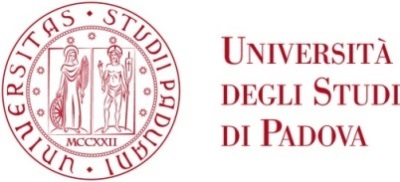 UNIVERSITAS STUDII PADUANI
MCCXXII
UNIVERSITÀ
DEGLI STUDI
DI PADOVA